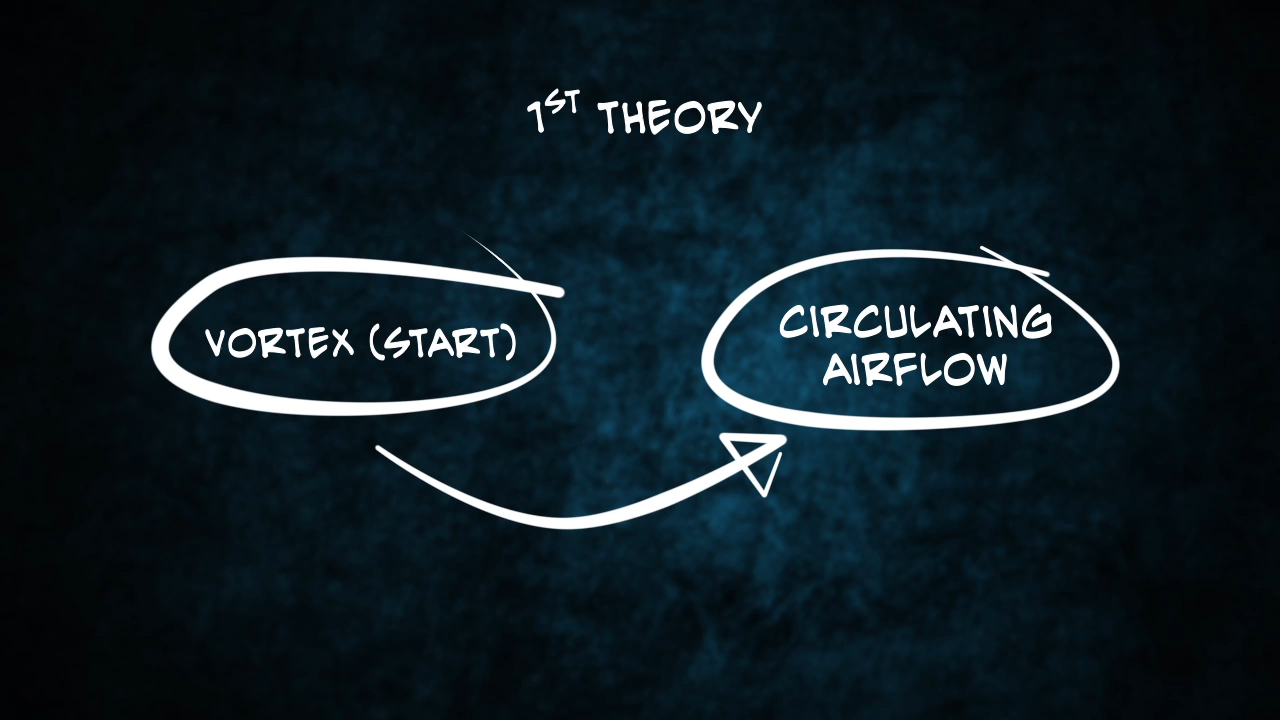 1ST THEORY
VORTEX (START)
CIRCULATING
AIRFLOW